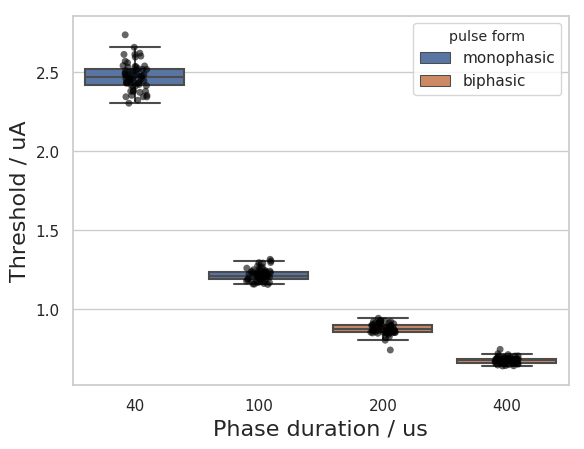 pulse form
monophasic
biphasic
Threshold / uA
2.5
2.0
1.5
1.0
40 100 200 400
Phase duration / us